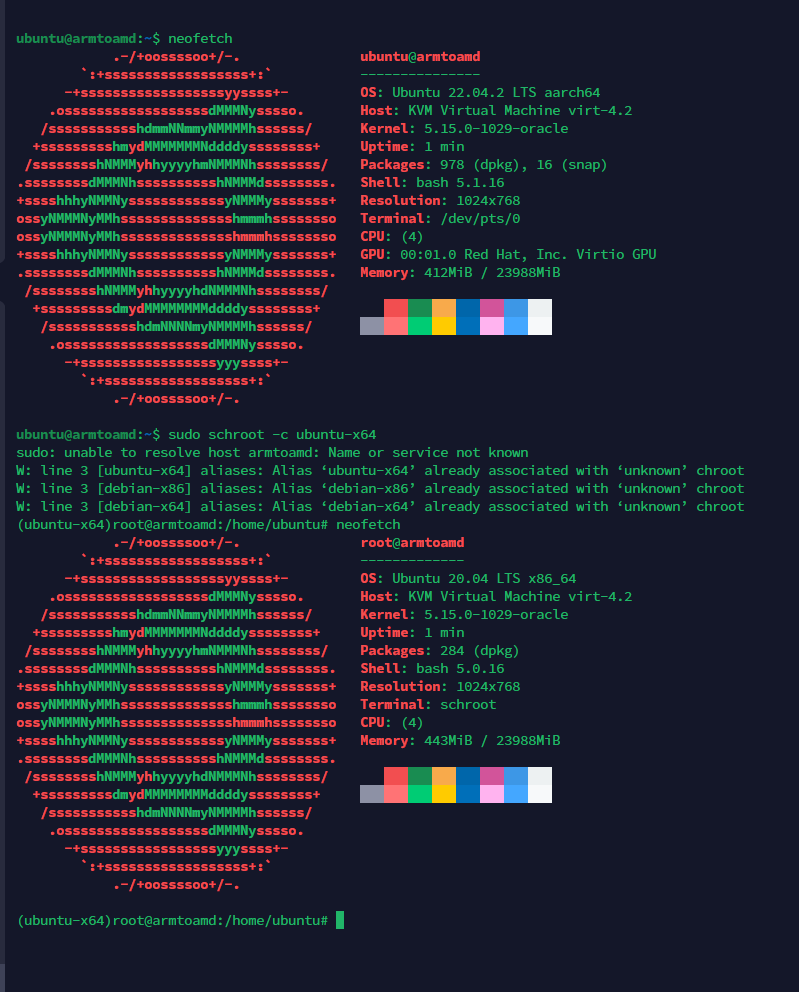 ubuntu@armtoamd:~$ neofetch
            .-/+oossssoo+/-.               ubuntu@armtoamd
        `:+ssssssssssssssssss+:`           ---------------
      -+ssssssssssssssssssyyssss+-         OS: Ubuntu 22.04.2 LTS aarch64
    .ossssssssssssssssssdMMMNysssso.       Host: KVM Virtual Machine virt-4.2
   /ssssssssssshdmmNNmmyNMMMMhssssss/      Kernel: 5.15.0-1029-oracle
  +ssssssssshmydMMMMMMMNddddyssssssss+     Uptime: 1 min
 /sssssssshNMMMyhhyyyyhmNMMMNhssssssss/    Packages: 978 (dpkg), 16 (snap)
.ssssssssdMMMNhsssssssssshNMMMdssssssss.   Shell: bash 5.1.16
+sssshhhyNMMNyssssssssssssyNMMMysssssss+   Resolution: 1024x768
ossyNMMMNyMMhsssssssssssssshmmmhssssssso   Terminal: /dev/pts/0
ossyNMMMNyMMhsssssssssssssshmmmhssssssso   CPU: (4)
+sssshhhyNMMNyssssssssssssyNMMMysssssss+   GPU: 00:01.0 Red Hat, Inc. Virtio GPU
.ssssssssdMMMNhsssssssssshNMMMdssssssss.   Memory: 412MiB / 23988MiB
 /sssssssshNMMMyhhyyyyhdNMMMNhssssssss/
  +sssssssssdmydMMMMMMMMddddyssssssss+
   /ssssssssssshdmNNNNmyNMMMMhssssss/
    .ossssssssssssssssssdMMMNysssso.
      -+sssssssssssssssssyyyssss+-
        `:+ssssssssssssssssss+:`
            .-/+oossssoo+/-.
ubuntu@armtoamd:~$ sudo schroot -c ubuntu-x64
sudo: unable to resolve host armtoamd: Name or service not known
W: line 3 [ubuntu-x64] aliases: Alias ‘ubuntu-x64’ already associated with ‘unknown’ chroot
W: line 3 [debian-x86] aliases: Alias ‘debian-x86’ already associated with ‘unknown’ chroot
W: line 3 [debian-x64] aliases: Alias ‘debian-x64’ already associated with ‘unknown’ chroot
(ubuntu-x64)root@armtoamd:/home/ubuntu# neofetch
            .-/+oossssoo+/-.               root@armtoamd
        `:+ssssssssssssssssss+:`           -------------
      -+ssssssssssssssssssyyssss+-         OS: Ubuntu 20.04 LTS x86_64
    .ossssssssssssssssssdMMMNysssso.       Host: KVM Virtual Machine virt-4.2
   /ssssssssssshdmmNNmmyNMMMMhssssss/      Kernel: 5.15.0-1029-oracle
  +ssssssssshmydMMMMMMMNddddyssssssss+     Uptime: 1 min
 /sssssssshNMMMyhhyyyyhmNMMMNhssssssss/    Packages: 284 (dpkg)
.ssssssssdMMMNhsssssssssshNMMMdssssssss.   Shell: bash 5.0.16
+sssshhhyNMMNyssssssssssssyNMMMysssssss+   Resolution: 1024x768
ossyNMMMNyMMhsssssssssssssshmmmhssssssso   Terminal: schroot
ossyNMMMNyMMhsssssssssssssshmmmhssssssso   CPU: (4)
+sssshhhyNMMNyssssssssssssyNMMMysssssss+   Memory: 443MiB / 23988MiB
.ssssssssdMMMNhsssssssssshNMMMdssssssss.
 /sssssssshNMMMyhhyyyyhdNMMMNhssssssss/
  +sssssssssdmydMMMMMMMMddddyssssssss+
   /ssssssssssshdmNNNNmyNMMMMhssssss/
    .ossssssssssssssssssdMMMNysssso.
      -+sssssssssssssssssyyyssss+-
        `:+ssssssssssssssssss+:`
            .-/+oossssoo+/-.
(ubuntu-x64)root@armtoamd:/home/ubuntu#